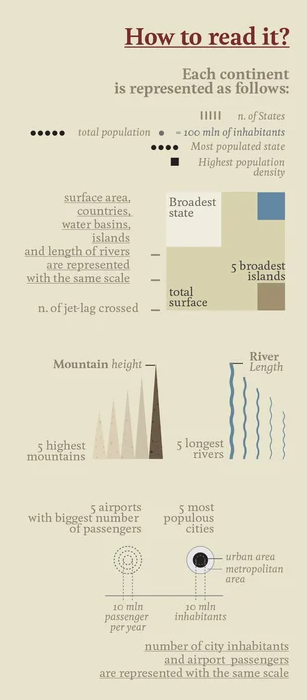 How to read it?
Each continent
is represented as follows:
n. of States
total population = 100 mln of inhabitants
Most populated state
Highest population
density
surface area,
countries,
water basins,
islands
and length of rivers
are represented
with the same scale
n. of jet-lag crossed
Broadest
state
5 broadest
islands
total
surface
Mountain height
River
Length
5 highest
mountains
5 longest
rivers
5 airports
with biggest number
of passengers
5 most
populous
cities
urban area
metropolitan
area
10 mln
passenger
per year
10 mln
inhabitants
number of city inhabitants
and airport passengers
are represented with the same scale